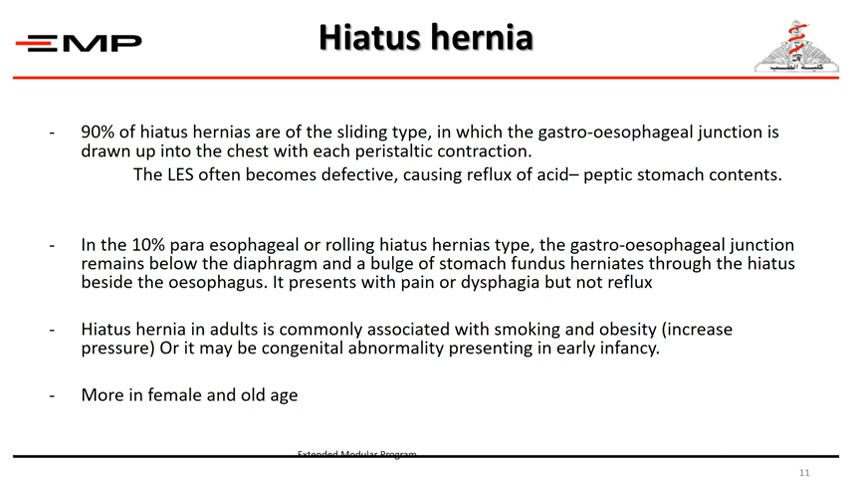 EMP
Hiatus hernia
كلية الطب
- 90% of hiatus hernias are of the sliding type, in which the gastro-oesophageal junction is
drawn up into the chest with each peristaltic contraction.
The LES often becomes defective, causing reflux of acid– peptic stomach contents.
- In the 10% para esophageal or rolling hiatus hernias type, the gastro-oesophageal junction
remains below the diaphragm and a bulge of stomach fundus herniates through the hiatus
beside the oesophagus. It presents with pain or dysphagia but not reflux
- Hiatus hernia in adults is commonly associated with smoking and obesity (increase
pressure) Or it may be congenital abnormality presenting in early infancy.
- More in female and old age
Extended Modular Program
11